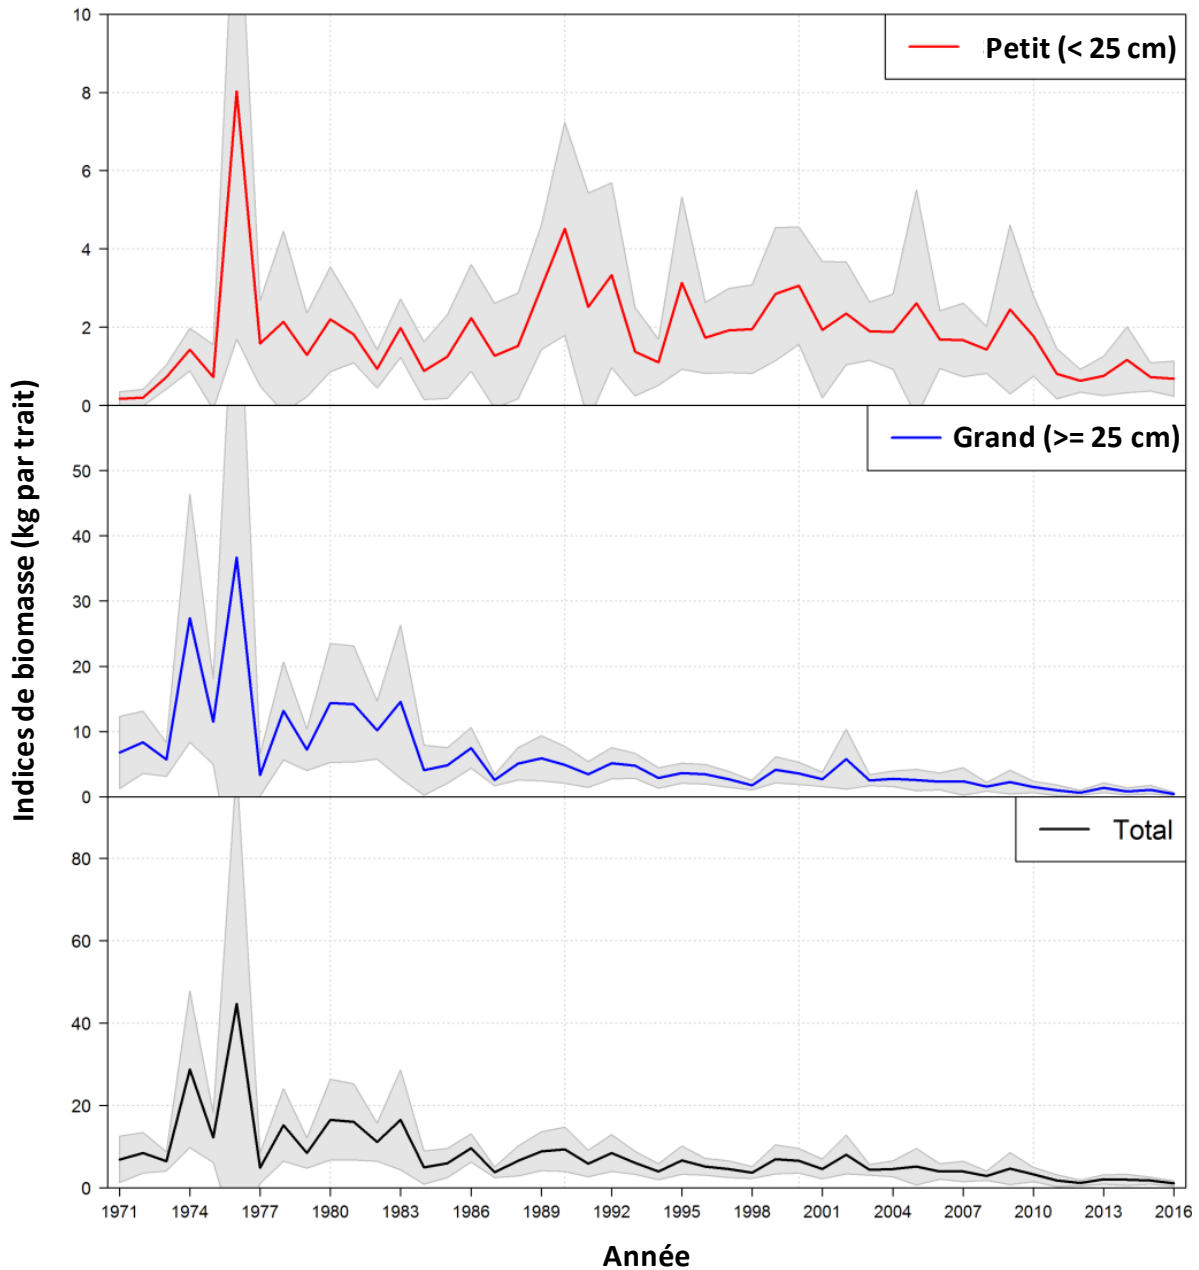 Indices de biomasse (kg par trait)
10
8
6
4
2
0
Petit (< 25 cm)
50
40
30
20
10
0
Grand (>= 25 cm)
80
60
40
20
0
Total
1971 1974 1977 1980 1983 1986 1989 1992 1995 1998 2001 2004 2007 2010 2013 2016
Année